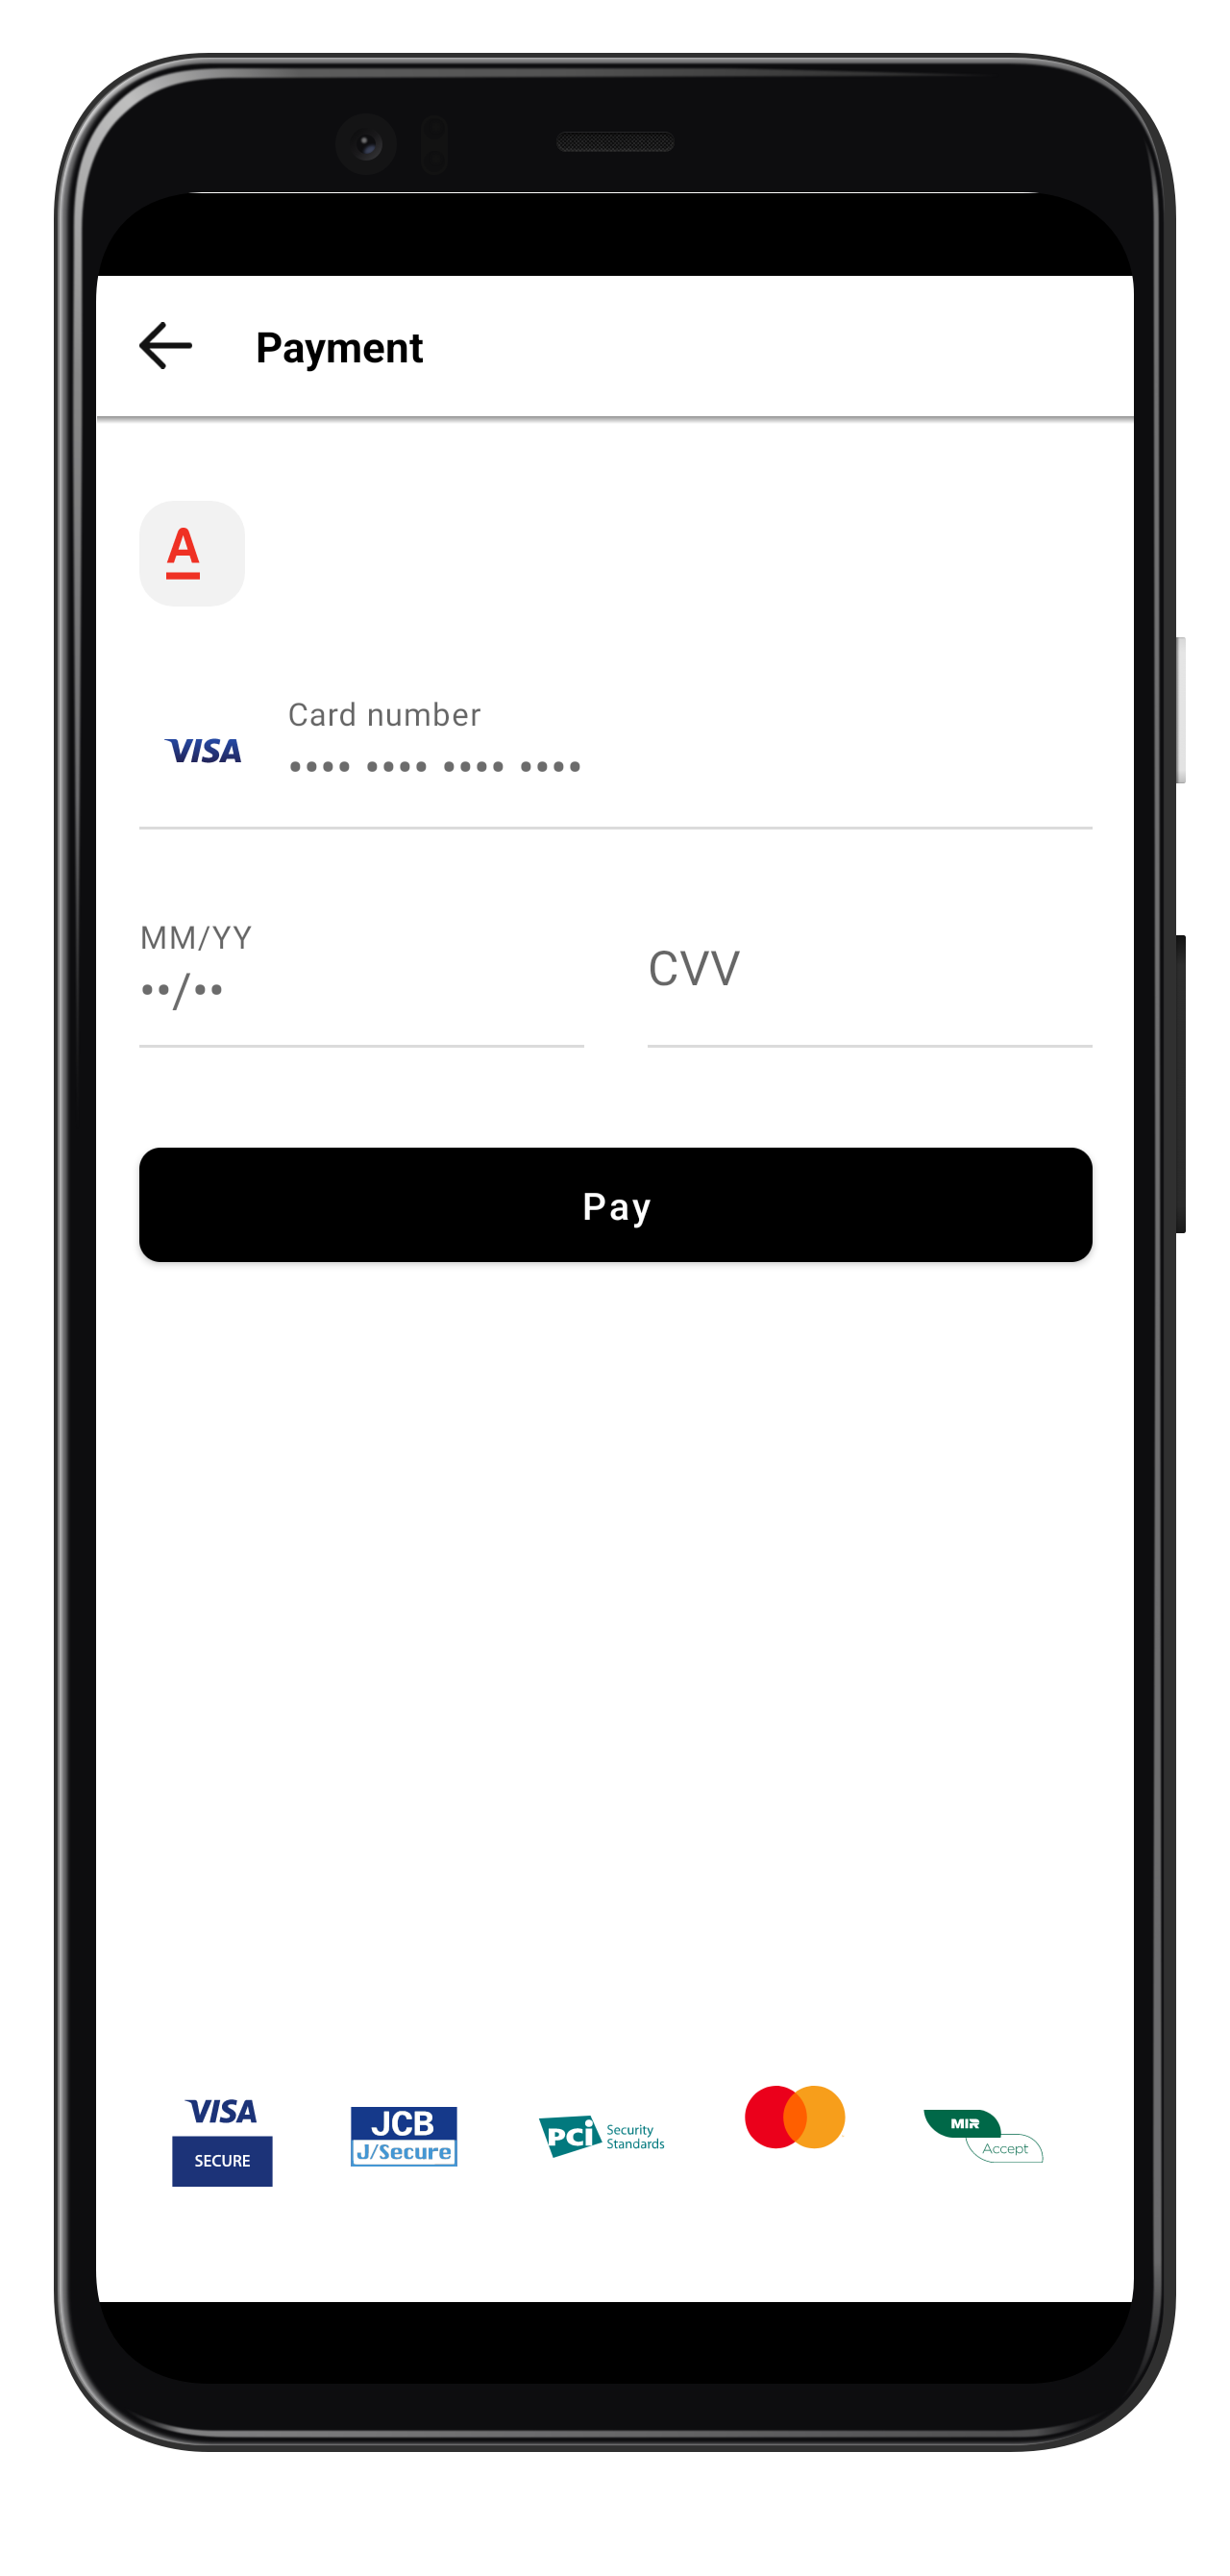 Payment
A
VISA
Card number
•••• •••• •••• ••••
MM/YY
••/••
CVV
Pay
VISA
SECURE
JCB
J/Secure
PCI Security
Standards
MIR
Accept